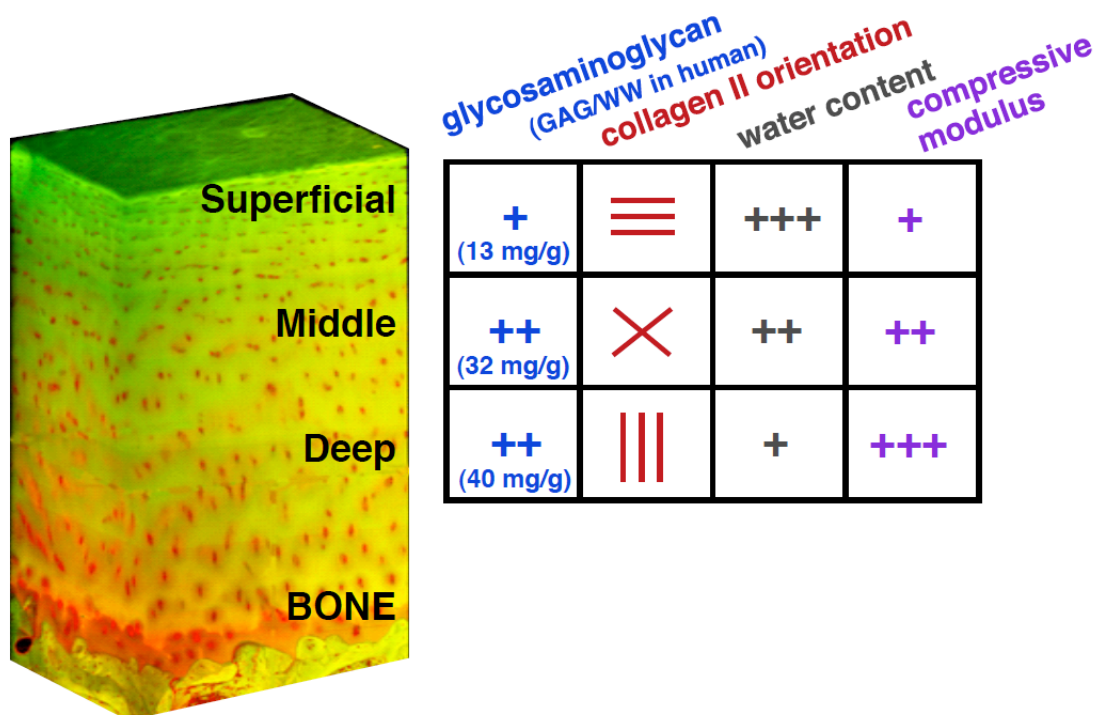 glycosaminoglycan
(GAG/WW in human)
collagen II orientation
water content
compressive
modulus
Superficial
+
(13 mg/g)
+++
+
Middle
++
(32 mg/g)
++
++
Deep
++
(40 mg/g)
+
+++
BONE